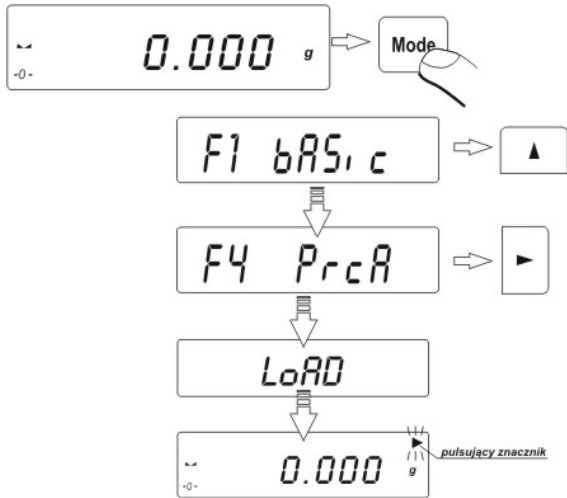 0.000 g
-0-
Mode
F1 bASic
F4 PrcA
LoAD
pulsujący znacznik
0.000 g
-0-